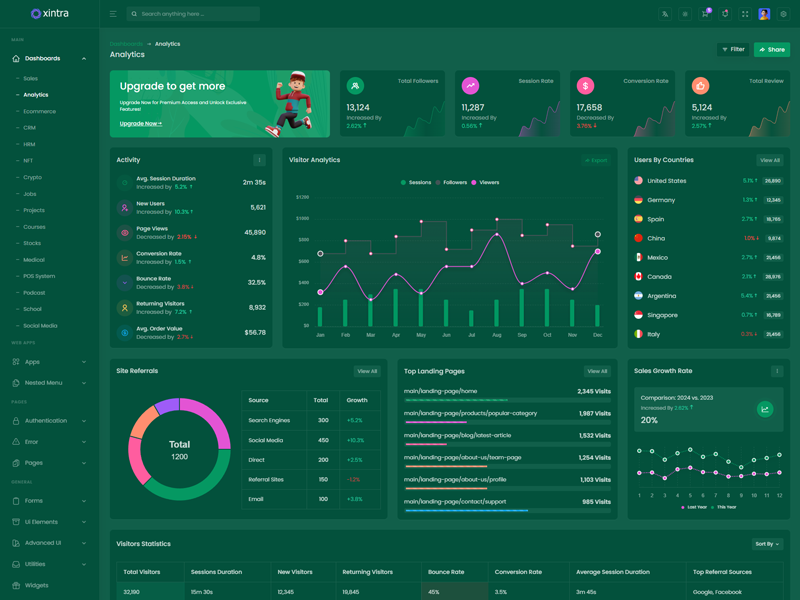 xintra
Search anything here ...
5
MAIN
Dashboards
Sales
Analytics
Ecommerce
CRM
HRM
NFT
Crypto
Jobs
Projects
Courses
Stocks
Medical
POS System
Podcast
School
Social Media
WEB APPS
Apps
Nested Menu
PAGES
Authentication
Error
Pages
GENERAL
Forms
UI Elements
Advanced UI
Utilities
Widgets
Dashboards → Analytics
Analytics
Filter
Share
Upgrade to get more
Upgrade Now for Premium Access and Unlock Exclusive
Features!
Upgrade Now→
Total Followers
13,124
Increased By
2.62% ↑
Session Rate
11,287
Increased By
0.56% ↑
Conversion Rate
17,658
Decreased By
3.76% ↓
Total Review
5,124
Increased By
2.57% ↑
Activity
Avg. Session Duration
Increased by 5.2% ↑
2m 35s
New Users
Increased by 10.3% ↑
5,621
Page Views
Decreased by 2.15% ↓
45,890
Conversion Rate
Increased by 1.5% ↑
4.8%
Bounce Rate
Decreased by 3.8% ↓
32.5%
Returning Visitors
Increased by 7.2% ↑
8,932
Avg. Order Value
Decreased by 2.7% ↓
$56.78
Visitor Analytics
Export
Sessions Followers Viewers
$1200
$1000
$800
$600
$400
$200
$0
Jan Feb Mar Apr May Jun Jul Aug Sep Oct Nov Dec
Users By Countries
View All
United States 5.1% ↑ 26,890
Germany 1.3% ↑ 12,345
Spain 2.7% ↑ 18,766
China 1.0% ↓ 9,874
Mexico 2.7% ↑ 21,456
Canada 2.1% ↑ 28,976
Argentina 5.4% ↑ 21,456
Singapore 0.7% ↑ 21,456
Italy 21,456
Site Referrals
View All
Total
1200
Source Total Growth
Search Engines 300 +5.2%
Social Media 450 +10.3%
Direct 200 +2.5%
Referral Sites 150 -1.2%
Email 100 +3.8%
Top Landing Pages
View All
main/landing-page/home 2,345 Visits
main/landing-page/products/popular-category 1,987 Visits
main/landing-page/blog/latest-article 1,532 Visits
main/landing-page/about-us/team-page 1,254 Visits
main/landing-page/about-us/profile 1,103 Visits
main/landing-page/contact/support 985 Visits
Sales Growth Rate
Comparison: 2024 vs. 2023
Increased By 2.62% ↑
20%
1 2 3 4 5 6 7 8 9 10 11 12
Last Year This Year
Visitors Statistics
Sort By
Total Visitors Sessions Duration New Visitors Returning Visitors Bounce Rate Conversion Rate Average Session Duration Top Referral Sources
32,190 15m 30s 12,345 19,845 45% 3.5% 3m 45s Google, Facebook